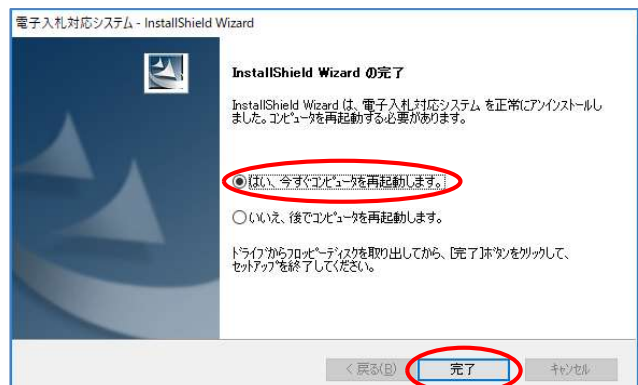 電子入札対応システム - InstallShield Wizard
InstallShield Wizard の完了
InstallShield Wizard は、電子入札対応システム を正常にアンインストールし
ました。コンピュータを再起動する必要があります。
はい、今すぐコンピュータを再起動します。
いいえ、後でコンピュータを再起動します。
ドライブからフロッピーディスクを取り出してから、[完了]ボタンをクリックして、
セットアップを終了してください。
< 戻る(B)
完了
キャンセル